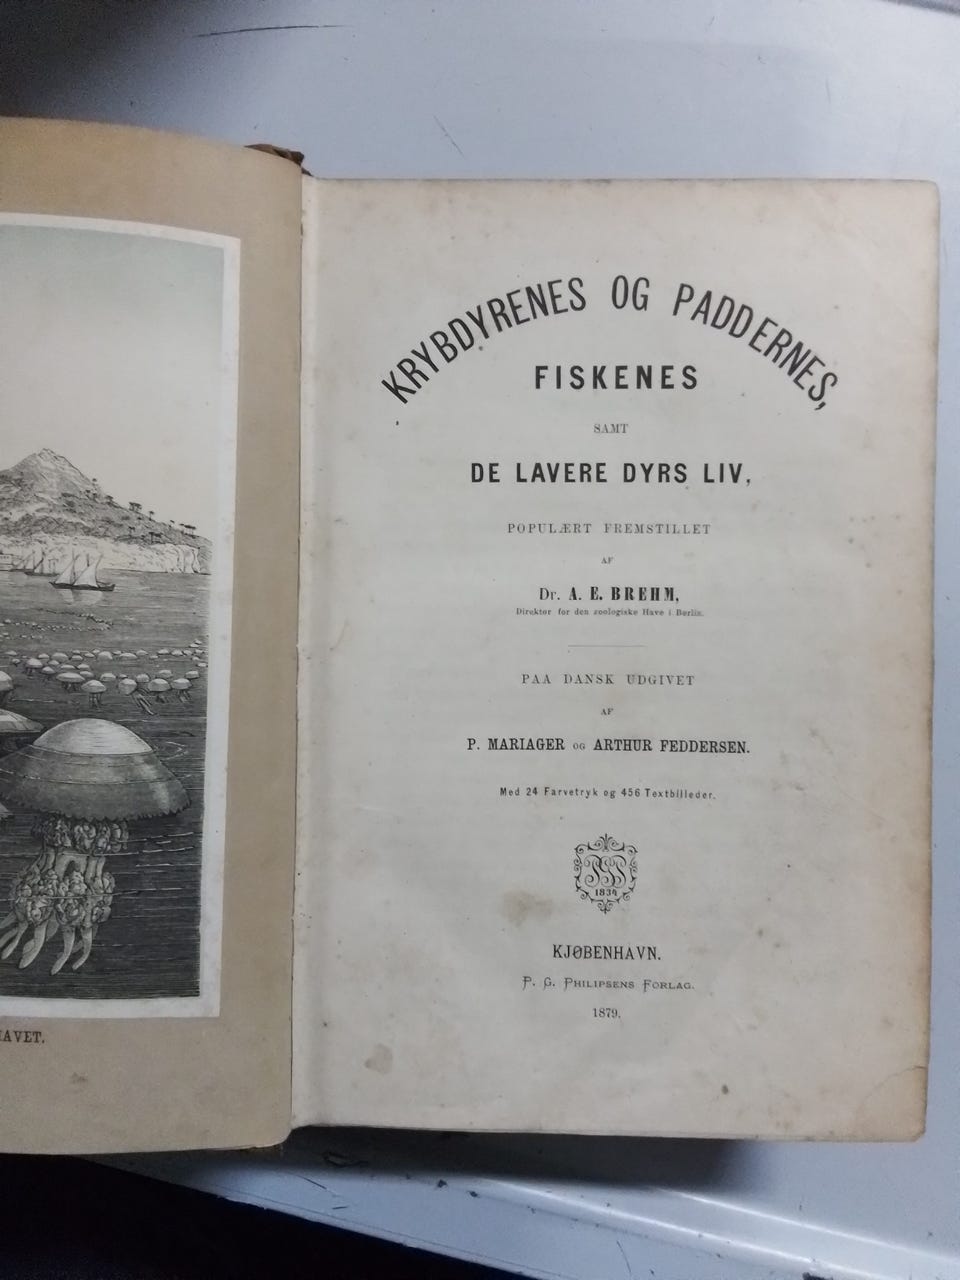 KRYBDYRENES OG PADDERNES,
FISKENES
SAMT
DE LAVERE DYRS LIV,
POPULÆRT FREMSTILLET
AF
Dr. A. E. BREHM,
Direktør for den zoologiske Have i Berlin.
PAA DANSK UDGIVET
AF
P. MARIAGER OG ARTHUR FEDDERSEN.
Med 24 Farvetryk og 456 Textbilleder.
1834
KJØBENHAVN.
P. G. PHILIPSENS FORLAG.
1879.
AVET.